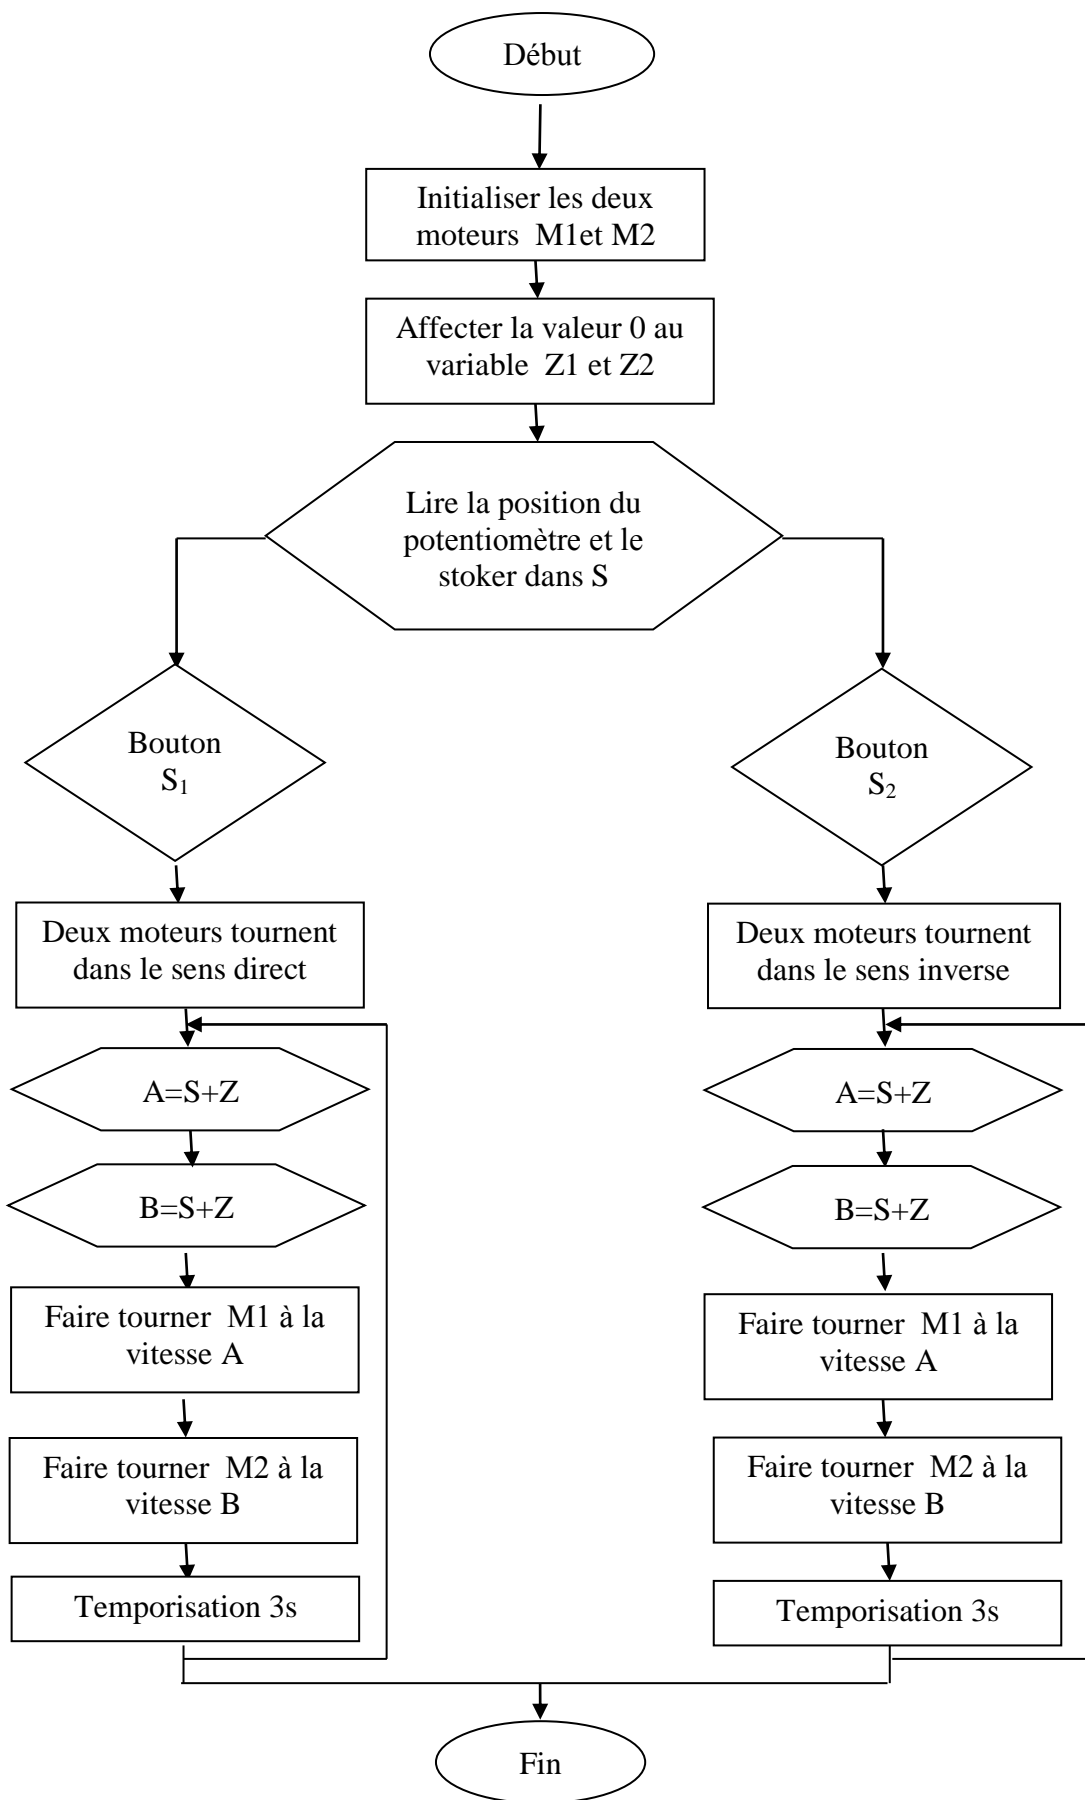 Début
Initialiser les deux
moteurs M1et M2
Affecter la valeur 0 au
variable Z1 et Z2
Lire la position du
potentiomètre et le
stoker dans S
Bouton
S₁
Deux moteurs tournent
dans le sens direct
A=S+Z
B=S+Z
Faire tourner M1 à la
vitesse A
Faire tourner M2 à la
vitesse B
Temporisation 3s
Bouton
S₂
Deux moteurs tournent
dans le sens inverse
A=S+Z
B=S+Z
Faire tourner M1 à la
vitesse A
Faire tourner M2 à la
vitesse B
Temporisation 3s
Fin